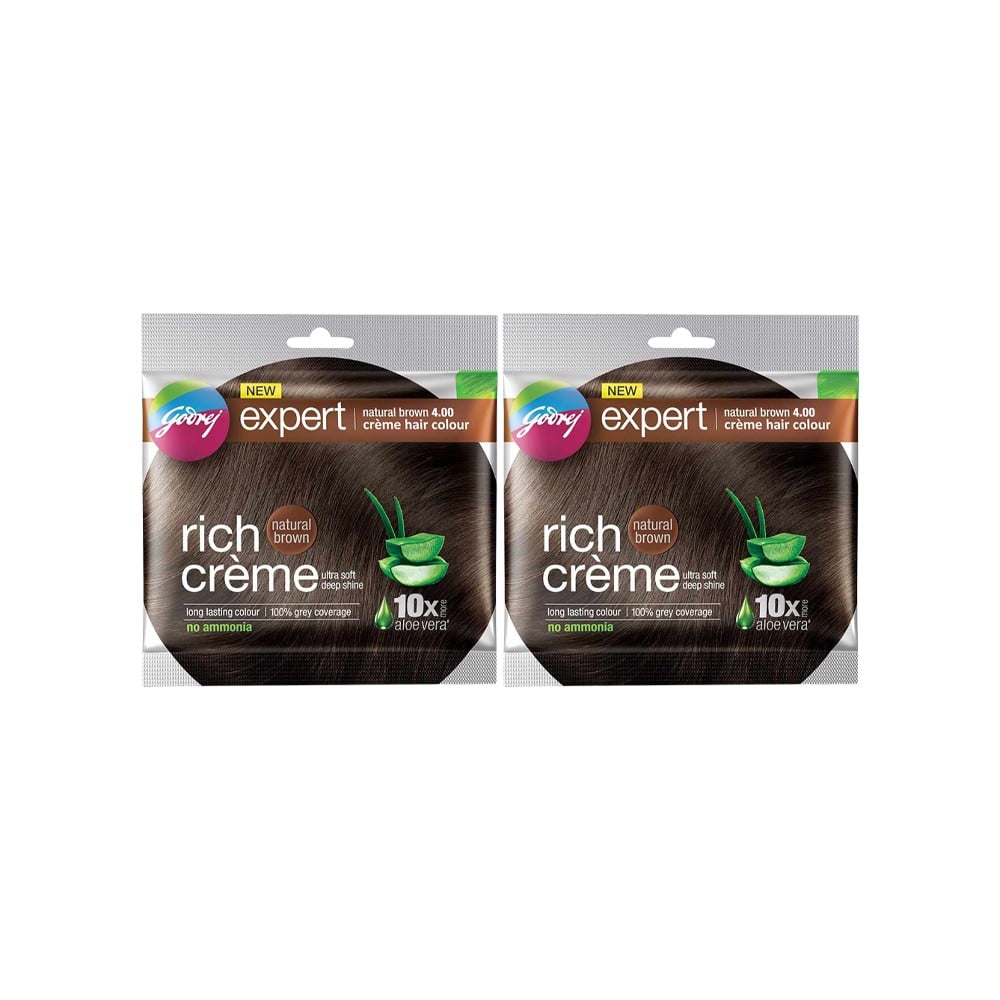 NEW
Godrej
expert
natural brown 4.00
crème hair colour
rich
crème
natural
brown
ultra soft
deep shine
long lasting colour | 100% grey coverage
no ammonia
10x more
aloe vera*
NEW
Godrej
expert
natural brown 4.00
crème hair colour
rich
crème
natural
brown
ultra soft
deep shine
long lasting colour | 100% grey coverage
no ammonia
10x more
aloe vera*